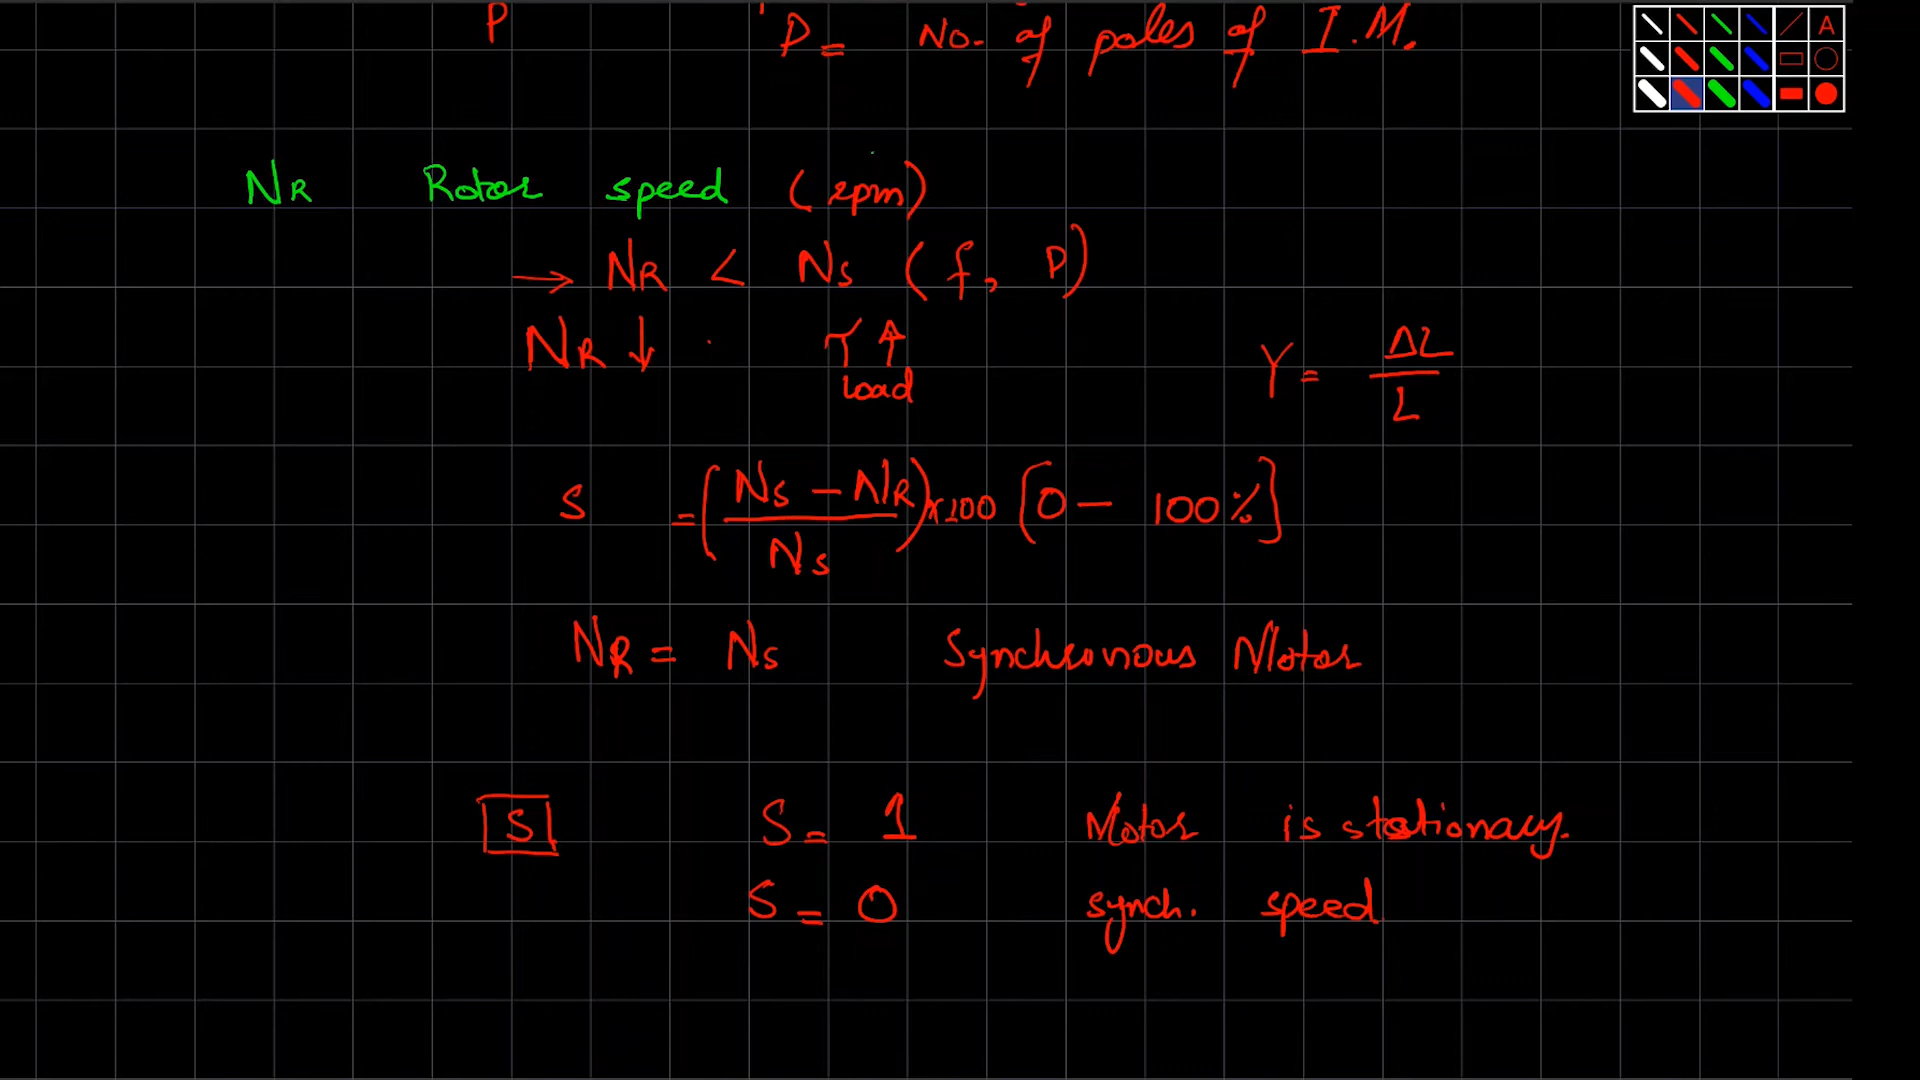 P P = No. of poles of I.M.
A
NR Rotor speed (rpm)
→ NR < Ns (f, P)
NR ↓ T ↑
Load
Y = ΔL / L
s = (Ns - NR / Ns) × 100 [0 - 100 %]
NR = Ns Synchronous Motor
S S = 1 Motor is stationary.
S = 0 synch. speed